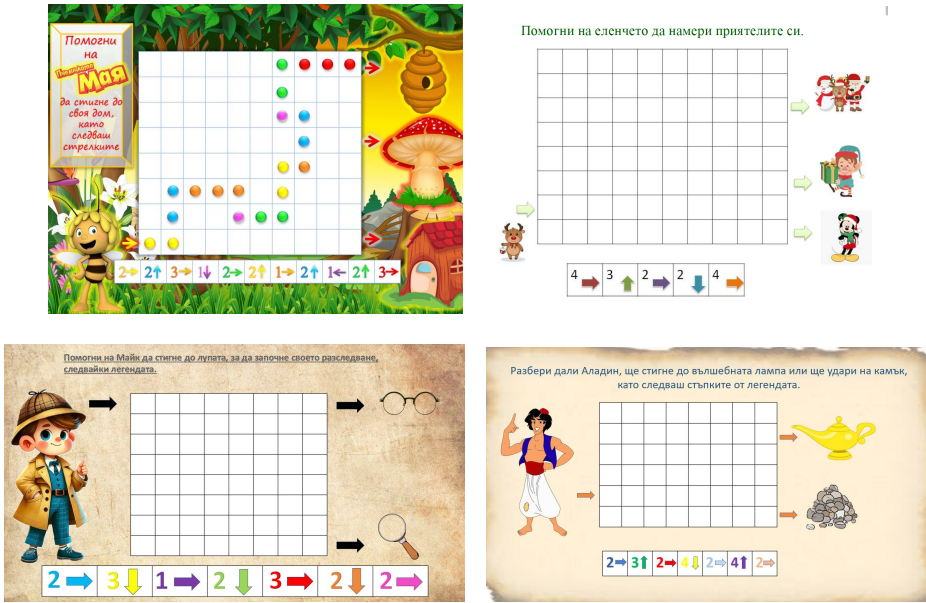 Помогни
на
Пчеличката
Мая
да стигне до
своя дом,
като
следваш
стрелките
2 2 3 1 2 2 1 2 1 2 3
Помогни на еленчето да намери приятелите си.
4 3 2 2 4
Помогни на Майк да стигне до лупата, за да започне своето разследване,
следвайки легендата.
2 3 1 2 3 2 2
Разбери дали Аладин, ще стигне до вълшебната лампа или ще удари на камък,
като следваш стъпките от легендата.
2 3 2 4 2 4 2